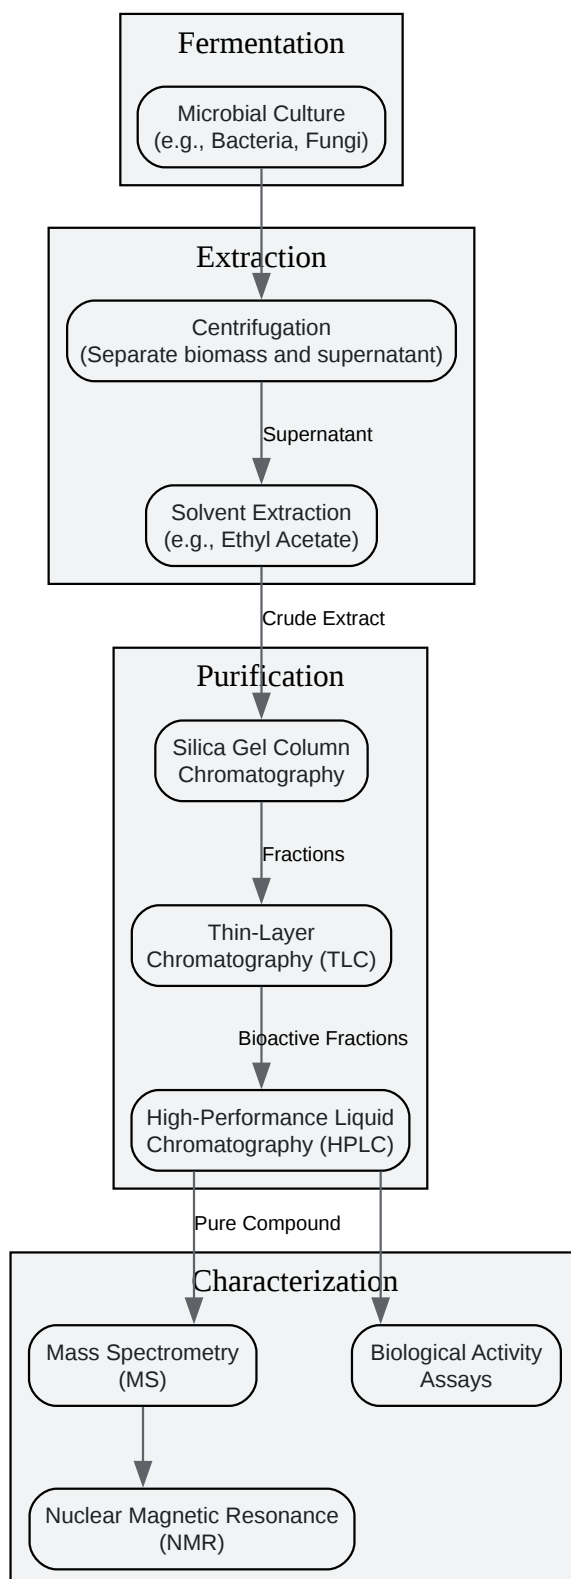 Fermentation
Microbial Culture
(e.g., Bacteria, Fungi)
Extraction
Centrifugation
(Separate biomass and supernatant)
Supernatant
Solvent Extraction
(e.g., Ethyl Acetate)
Crude Extract
Purification
Silica Gel Column
Chromatography
Fractions
Thin-Layer
Chromatography (TLC)
Bioactive Fractions
High-Performance Liquid
Chromatography (HPLC)
Pure Compound
Characterization
Mass Spectrometry
(MS)
Biological Activity
Assays
Nuclear Magnetic Resonance
(NMR)